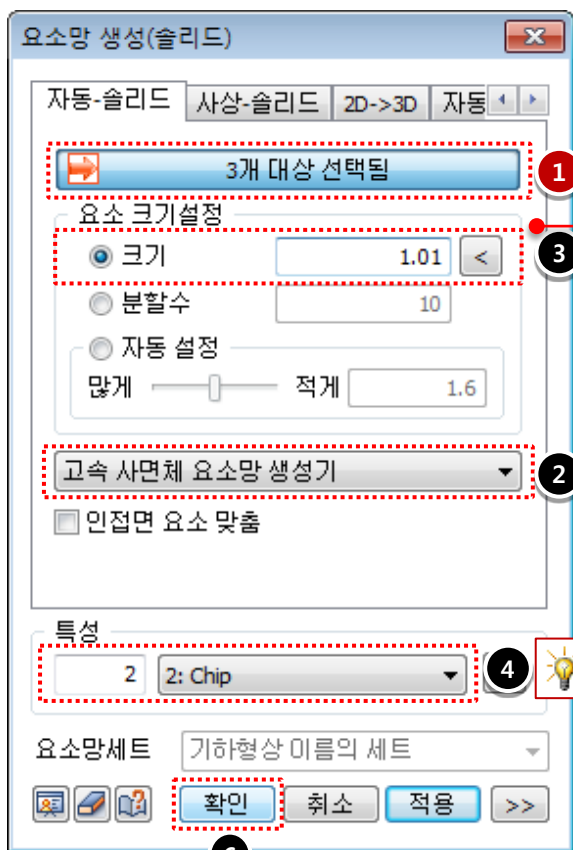 요소망 생성(솔리드)
자동-솔리드 사상-솔리드 2D->3D 자동
3개 대상 선택됨 1
요소 크기설정
크기 1.01 < 3
분할수 10
자동 설정
많게 적게 1.6
고속 사면체 요소망 생성기 2
인접면 요소 맞춤
특성
2 2: Chip 4
요소망세트 기하형상 이름의 세트
확인 취소 적용 >>